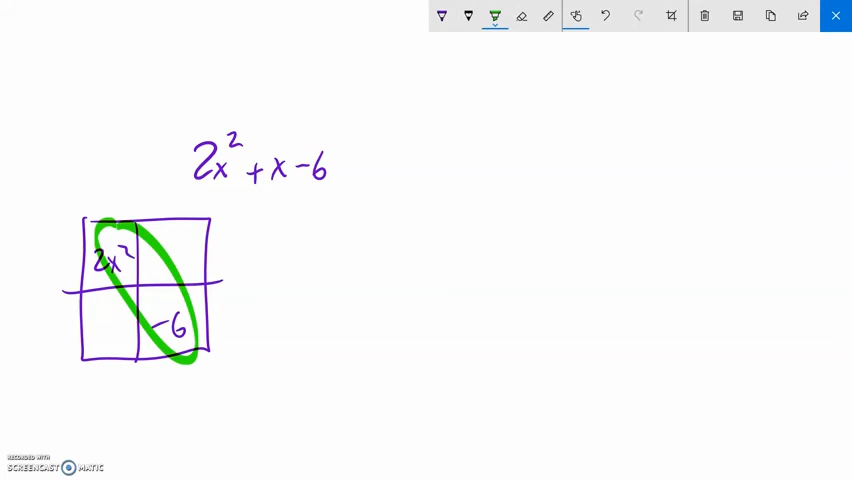 2x² + x - 6
2x²
-6
RECORDED WITH
SCREENCAST MATIC